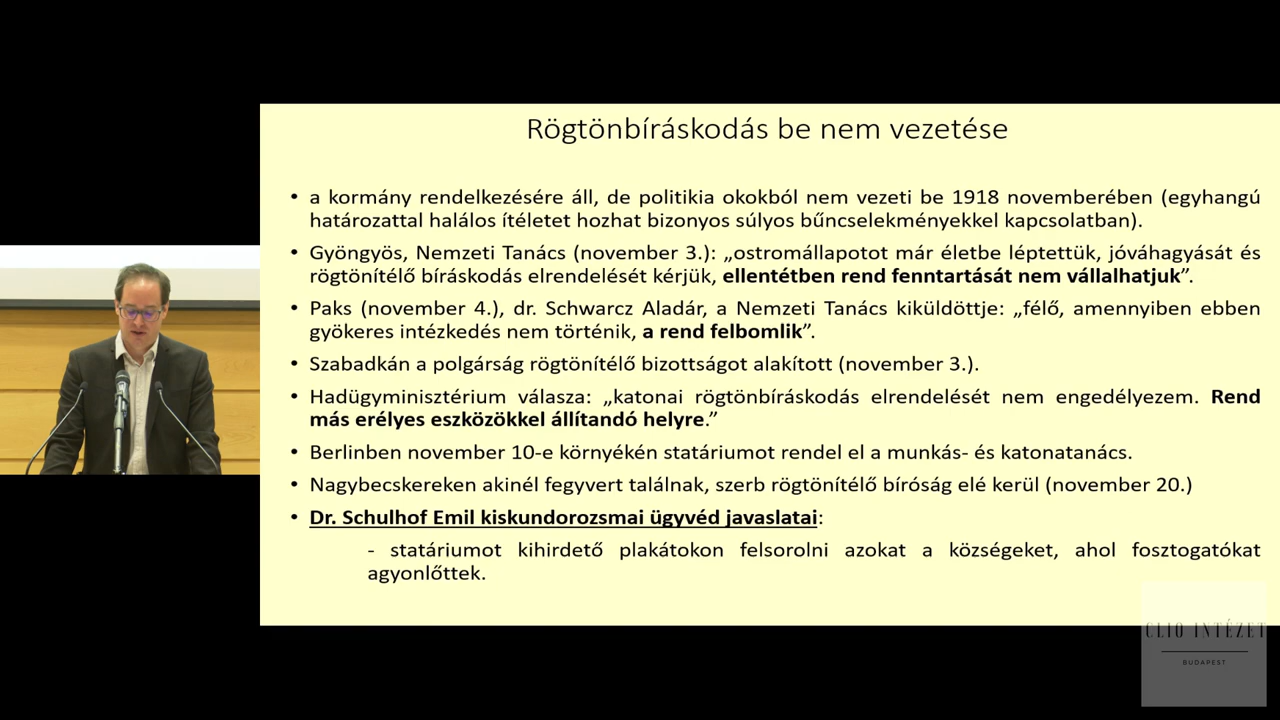 Rögtönbíráskodás be nem vezetése
• a kormány rendelkezésére áll, de politikia okokból nem vezeti be 1918 novemberében (egyhangú
határozattal halálos ítéletet hozhat bizonyos súlyos bűncselekményekkel kapcsolatban).
• Gyöngyös, Nemzeti Tanács (november 3.): „ostromállapotot már életbe léptettük, jóváhagyását és
rögtönítélő bíráskodás elrendelését kérjük, ellentétben rend fenntartását nem vállalhatjuk”.
• Paks (november 4.), dr. Schwarcz Aladár, a Nemzeti Tanács kiküldöttje: „félő, amennyiben ebben
gyökeres intézkedés nem történik, a rend felbomlik”.
• Szabadkán a polgárság rögtönítélő bizottságot alakított (november 3.).
• Hadügyminisztérium válasza: „katonai rögtönbíráskodás elrendelését nem engedélyezem. Rend
más erélyes eszközökkel állítandó helyre.”
• Berlinben november 10-e környékén statáriumot rendel el a munkás- és katonatanács.
• Nagybecskereken akinél fegyvert találnak, szerb rögtönítélő bíróság elé kerül (november 20.)
• Dr. Schulhof Emil kiskundorozsmai ügyvéd javaslatai:
- statáriumot kihirdető plakátokon felsorolni azokat a községeket, ahol fosztogatókat
agyonlőttek.
CLIO INTÉZET
BUDAPEST